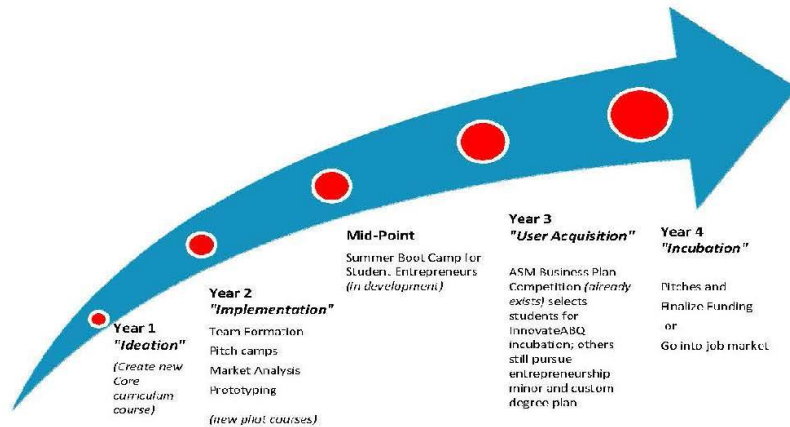 Year 1
"Ideation"
(Create new
Core
curriculum
course)
Year 2
"Implementation"
Team Formation
Pitch camps
Market Analysis
Prototyping
(new pilot courses)
Mid-Point
Summer Boot Camp for
Student Entrepreneurs
(in development)
Year 3
"User Acquisition"
ASM Business Plan
Competition (already
exists) selects
students for
InnovateABQ
incubation; others
still pursue
entrepreneurship
minor and custom
degree plan
Year 4
"Incubation"
Pitches and
Finalize Funding
or
Go into job market